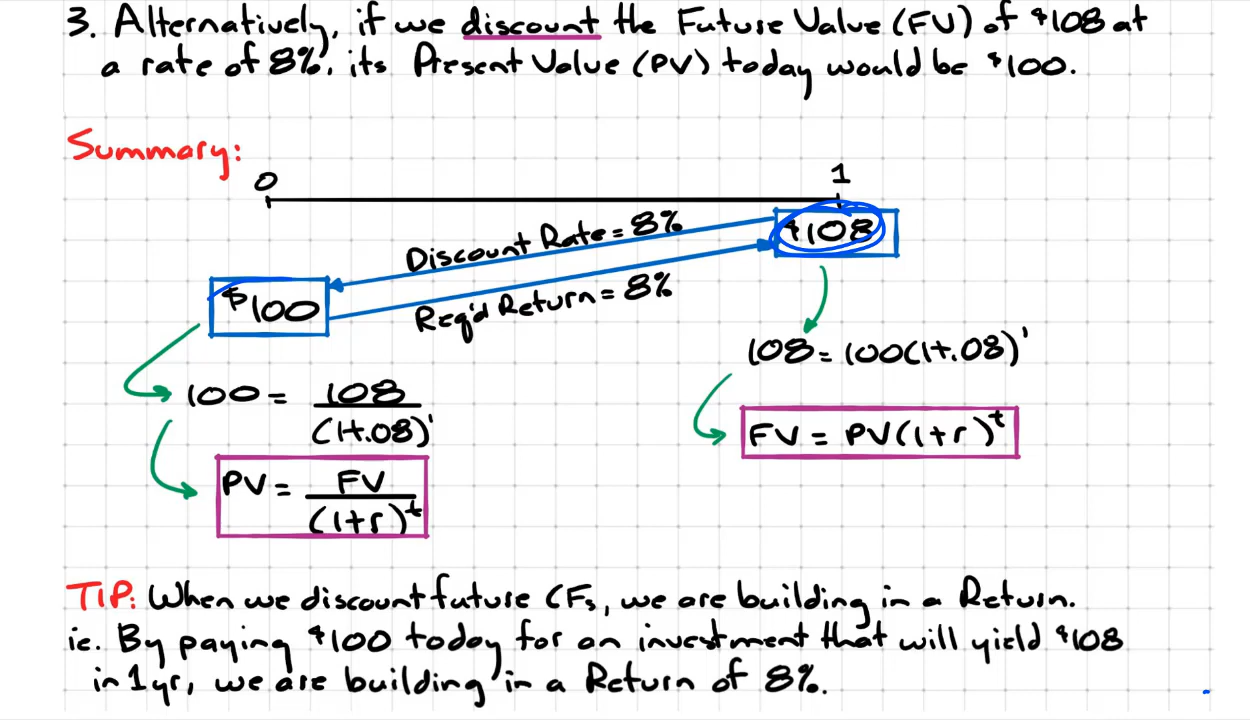 3. Alternatively, if we discount the Future Value (FV) of $108 at
a rate of 8%, its Present Value (PV) today would be $100.
Summary:
0 1
$108
Discount Rate = 8%
$100
Req'd Return = 8%
108 = 100(1+.08)¹
100 = 108 / (1+.08)¹
FV = PV(1+r)^t
PV = FV / (1+r)^t
TIP: When we discount future CFs, we are building in a Return.
ie. By paying $100 today for an investment that will yield $108
in 1 yr, we are building in a Return of 8%.